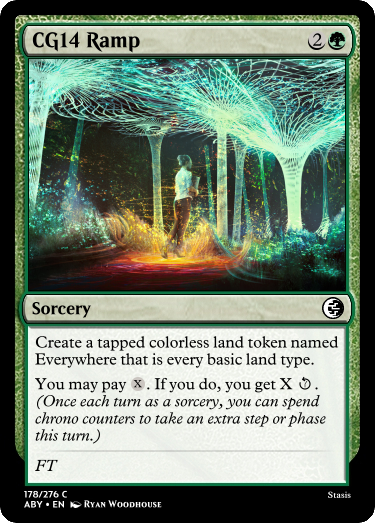 CG14 Ramp 2
Sorcery
Create a tapped colorless land token named
Everywhere that is every basic land type.
You may pay X. If you do, you get X .
(Once each turn as a sorcery, you can spend
chrono counters to take an extra step or phase
this turn.)
FT
178/276 C
ABY • EN Ryan Woodhouse
Stasis